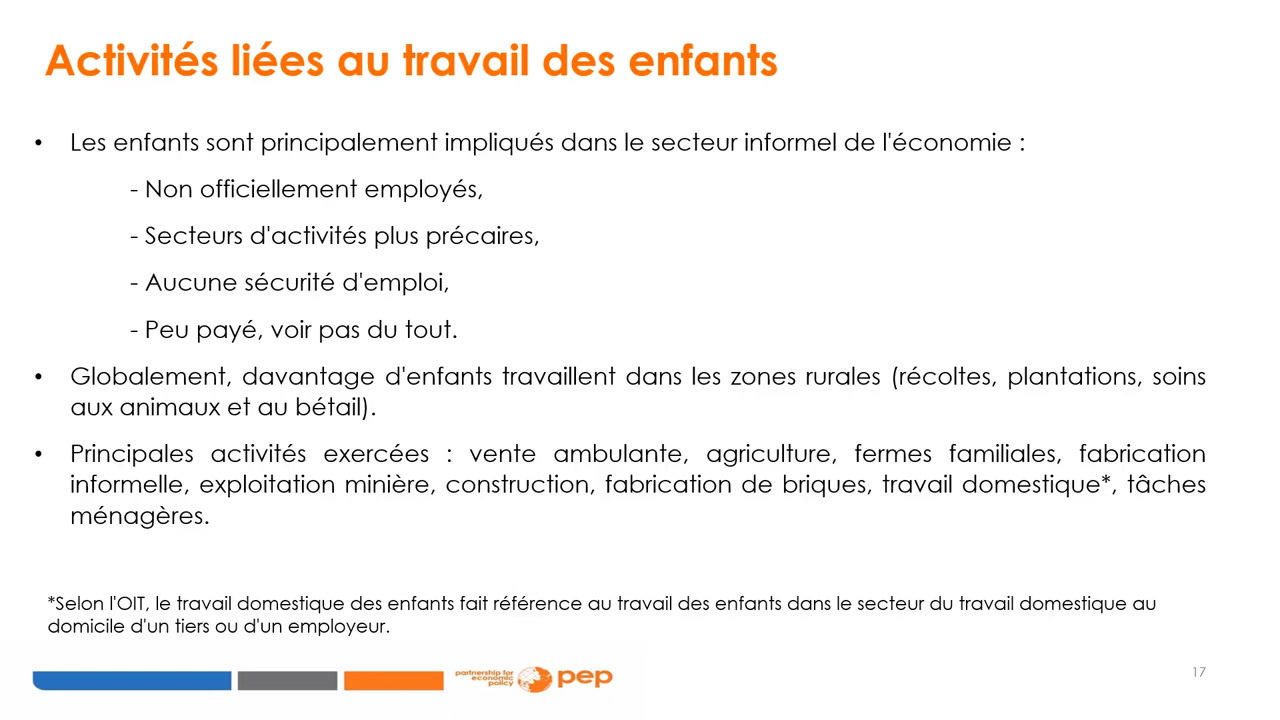 Activités liées au travail des enfants
• Les enfants sont principalement impliqués dans le secteur informel de l'économie :
- Non officiellement employés,
- Secteurs d'activités plus précaires,
- Aucune sécurité d'emploi,
- Peu payé, voir pas du tout.
• Globalement, davantage d'enfants travaillent dans les zones rurales (récoltes, plantations, soins
aux animaux et au bétail).
• Principales activités exercées : vente ambulante, agriculture, fermes familiales, fabrication
informelle, exploitation minière, construction, fabrication de briques, travail domestique*, tâches
ménagères.
*Selon l'OIT, le travail domestique des enfants fait référence au travail des enfants dans le secteur du travail domestique au
domicile d'un tiers ou d'un employeur.
partnership for
economic
policy
pep
17